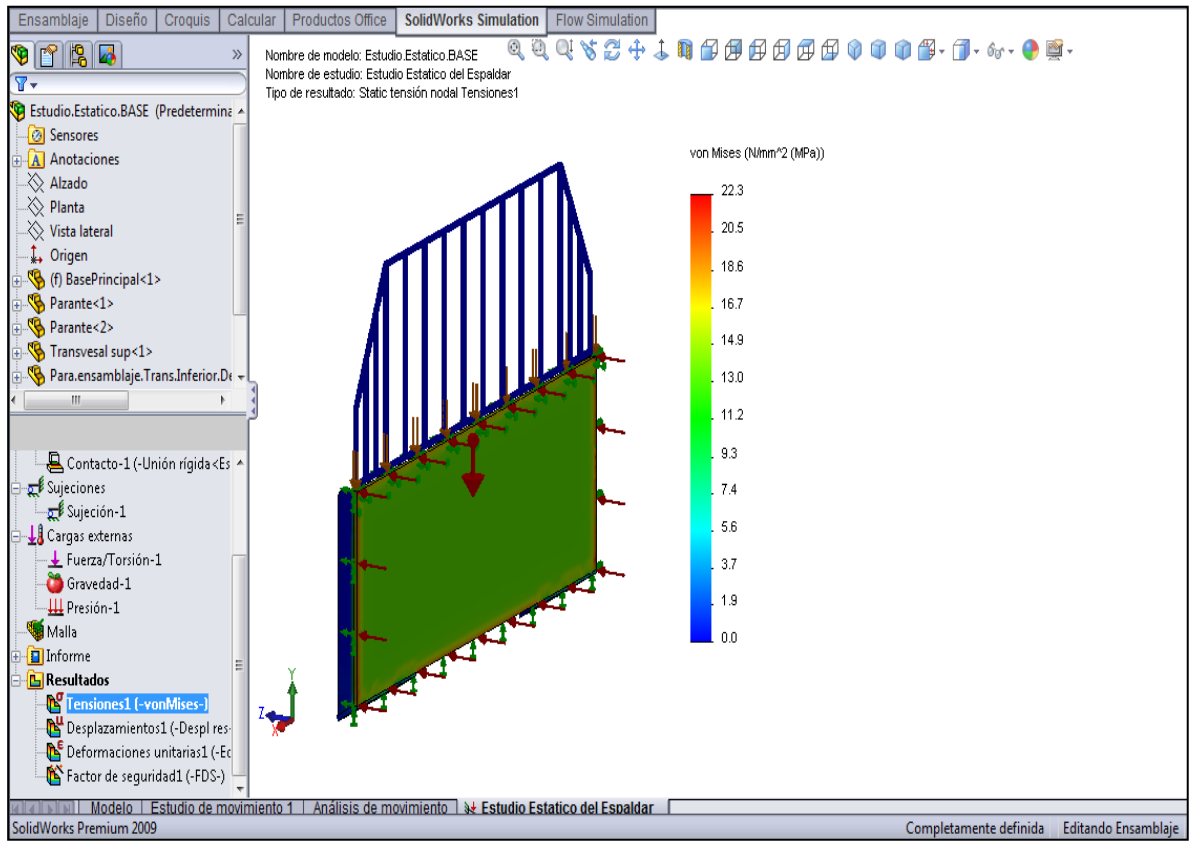 Ensamblaje Diseño Croquis Calcular Productos Office SolidWorks Simulation Flow Simulation
Nombre de modelo: Estudio.Estatico.BASE
Nombre de estudio: Estudio Estatico del Espaldar
Tipo de resultado: Static tensión nodal Tensiones1
Estudio.Estatico.BASE (Predetermina
Sensores
Anotaciones
Alzado
Planta
Vista lateral
Origen
(f) BasePrincipal<1>
Parante<1>
Parante<2>
Transvesal sup<1>
Para.ensamblaje.Trans.Inferior.De
Contacto-1 (-Unión rígida<Es
Sujeciones
Sujeción-1
Cargas externas
Fuerza/Torsión-1
Gravedad-1
Presión-1
Malla
Informe
Resultados
Tensiones1 (-vonMises-)
Desplazamientos1 (-Despl res-
Deformaciones unitarias1 (-Ec
Factor de seguridad1 (-FDS-)
von Mises (N/mm^2 (MPa))
22.3
20.5
18.6
16.7
14.9
13.0
11.2
9.3
7.4
5.6
3.7
1.9
0.0
Y
Z
X
Modelo Estudio de movimiento 1 Análisis de movimiento Estudio Estatico del Espaldar
SolidWorks Premium 2009 Completamente definida Editando Ensamblaje